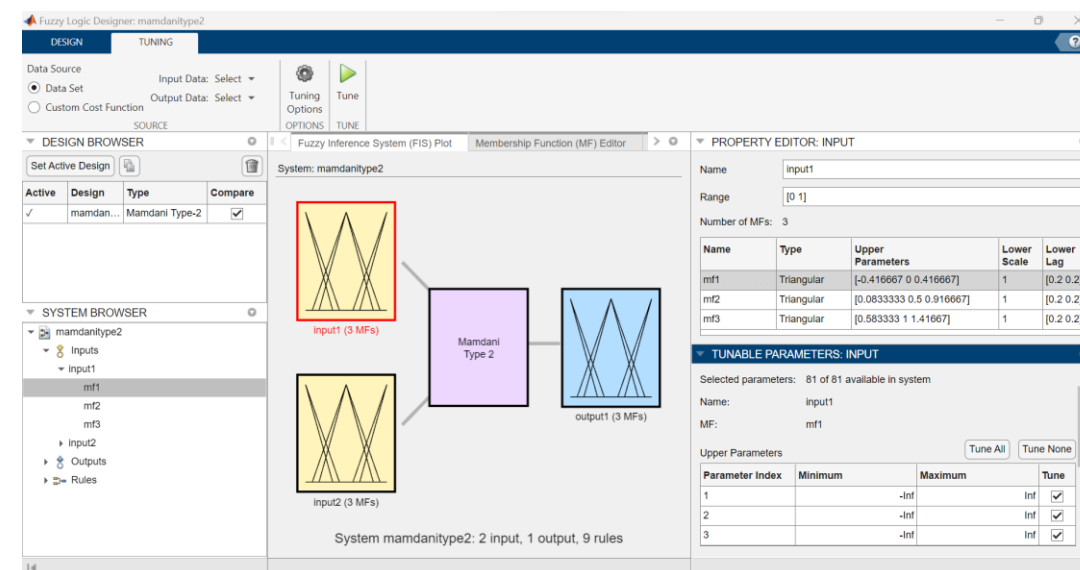 Fuzzy Logic Designer: mamdanitype2
DESIGN TUNING
Data Source
Data Set
Custom Cost Function
Input Data: Select
Output Data: Select
SOURCE
Tuning Options
OPTIONS
Tune
TUNE
DESIGN BROWSER
Set Active Design
Active Design Type Compare
✓ mamdan... Mamdani Type-2
SYSTEM BROWSER
mamdanitype2
Inputs
input1
mf1
mf2
mf3
input2
Outputs
Rules
Fuzzy Inference System (FIS) Plot Membership Function (MF) Editor
System: mamdanitype2
input1 (3 MFs)
Mamdani
Type 2
output1 (3 MFs)
input2 (3 MFs)
System mamdanitype2: 2 input, 1 output, 9 rules
PROPERTY EDITOR: INPUT
Name input1
Range [0 1]
Number of MFs: 3
Name Type Upper Parameters Lower Scale Lower Lag
mf1 Triangular [-0.416667 0 0.416667] 1 [0.2 0.2]
mf2 Triangular [0.0833333 0.5 0.916667] 1 [0.2 0.2]
mf3 Triangular [0.583333 1 1.41667] 1 [0.2 0.2]
TUNABLE PARAMETERS: INPUT
Selected parameters: 81 of 81 available in system
Name: input1
MF: mf1
Upper Parameters Tune All Tune None
Parameter Index Minimum Maximum Tune
1 -Inf Inf
2 -Inf Inf
3 -Inf Inf